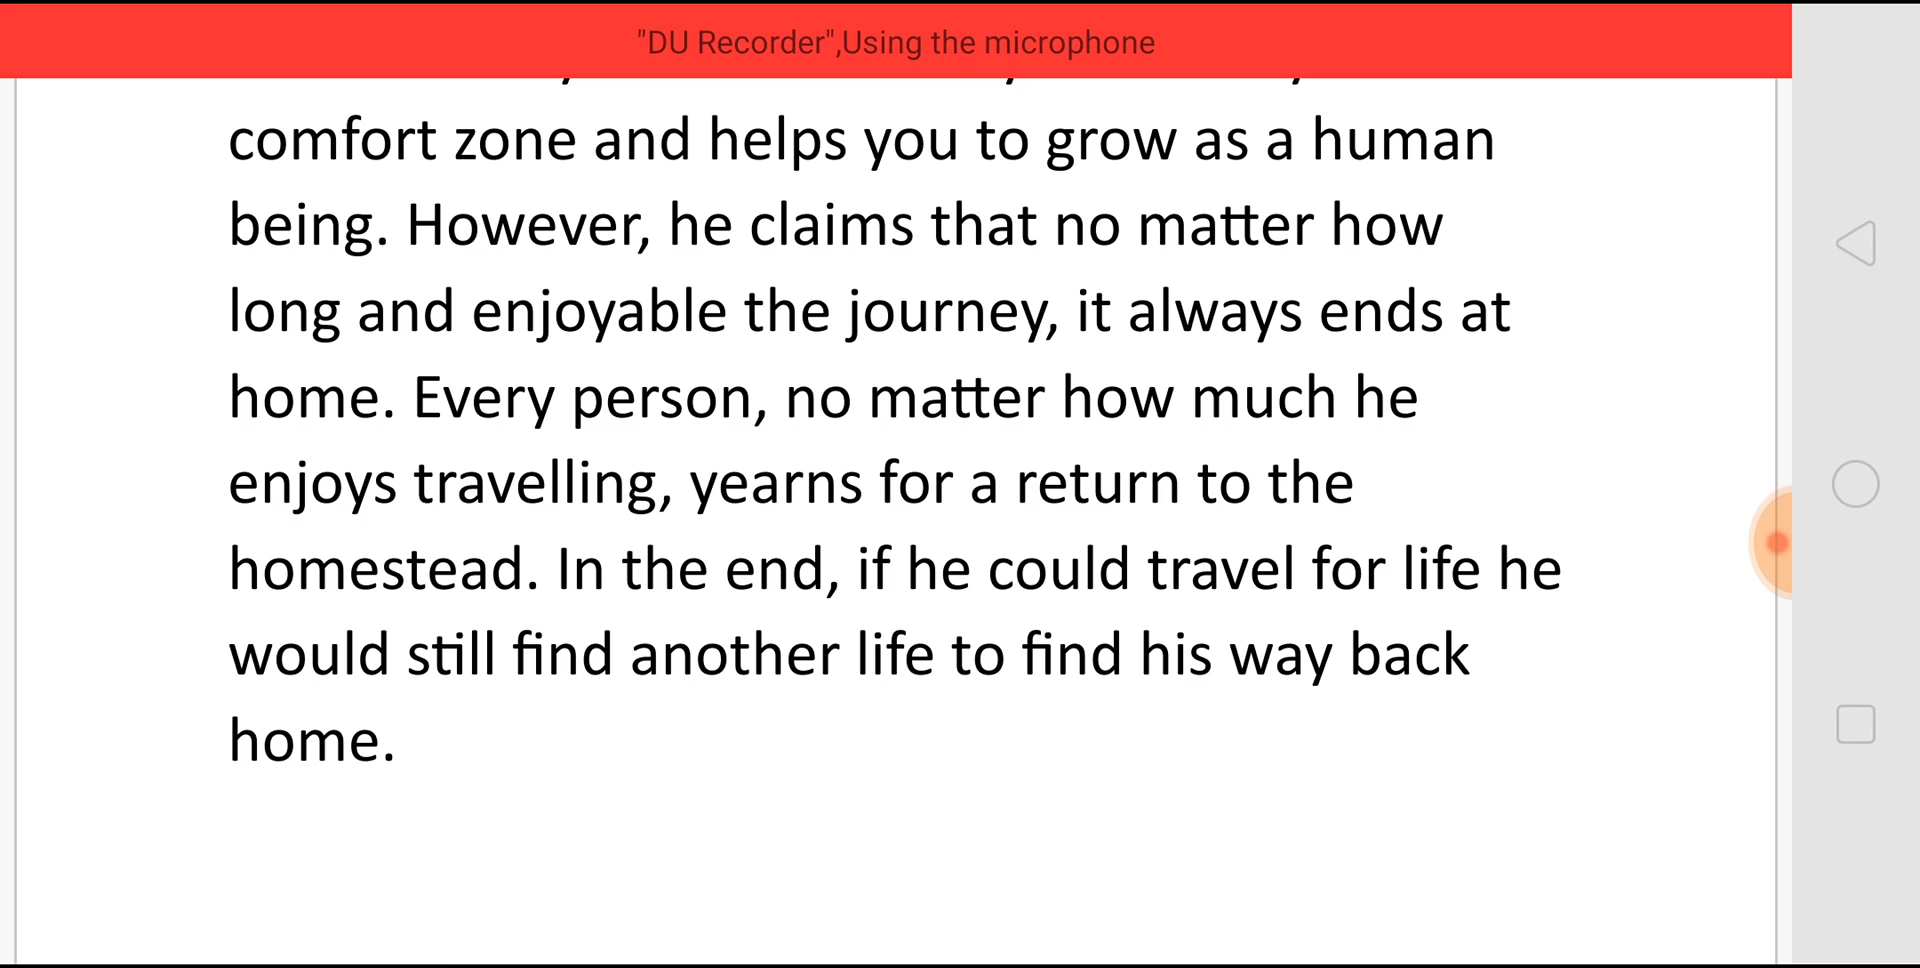 "DU Recorder",Using the microphone
comfort zone and helps you to grow as a human
being. However, he claims that no matter how
long and enjoyable the journey, it always ends at
home. Every person, no matter how much he
enjoys travelling, yearns for a return to the
homestead. In the end, if he could travel for life he
would still find another life to find his way back
home.